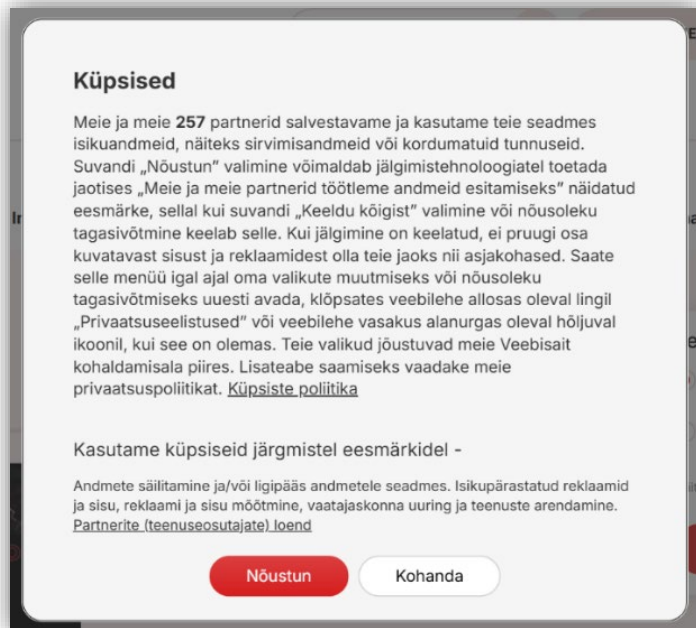 Küpsised
Meie ja meie 257 partnerid salvestavame ja kasutame teie seadmes
isikuandmeid, näiteks sirvimisandmeid või kordumatuid tunnuseid.
Suvandi „Nõustun” valimine võimaldab jälgimistehnoloogiatel toetada
jaotises „Meie ja meie partnerid töötleme andmeid esitamiseks” näidatud
eesmärke, sellal kui suvandi „Keeldu kõigist” valimine või nõusoleku
tagasivõtmine keelab selle. Kui jälgimine on keelatud, ei pruugi osa
kuvatavast sisust ja reklaamidest olla teie jaoks nii asjakohased. Saate
selle menüü igal ajal oma valikute muutmiseks või nõusoleku
tagasivõtmiseks uuesti avada, klõpsates veebilehe allosas oleval lingil
„Privaatsuseelistused” või veebilehe vasakus alanurgas oleval hõljuval
ikoonil, kui see on olemas. Teie valikud jõustuvad meie Veebisait
kohaldamisala piires. Lisateabe saamiseks vaadake meie
privaatsuspoliitikat. Küpsiste poliitika
Kasutame küpsiseid järgmistel eesmärkidel -
Andmete säilitamine ja/või ligipääs andmetele seadmes. Isikupärastatud reklaamid
ja sisu, reklaami ja sisu mõõtmine, vaatajaskonna uuring ja teenuste arendamine.
Partnerite (teenuseosutajate) loend
Nõustun
Kohanda